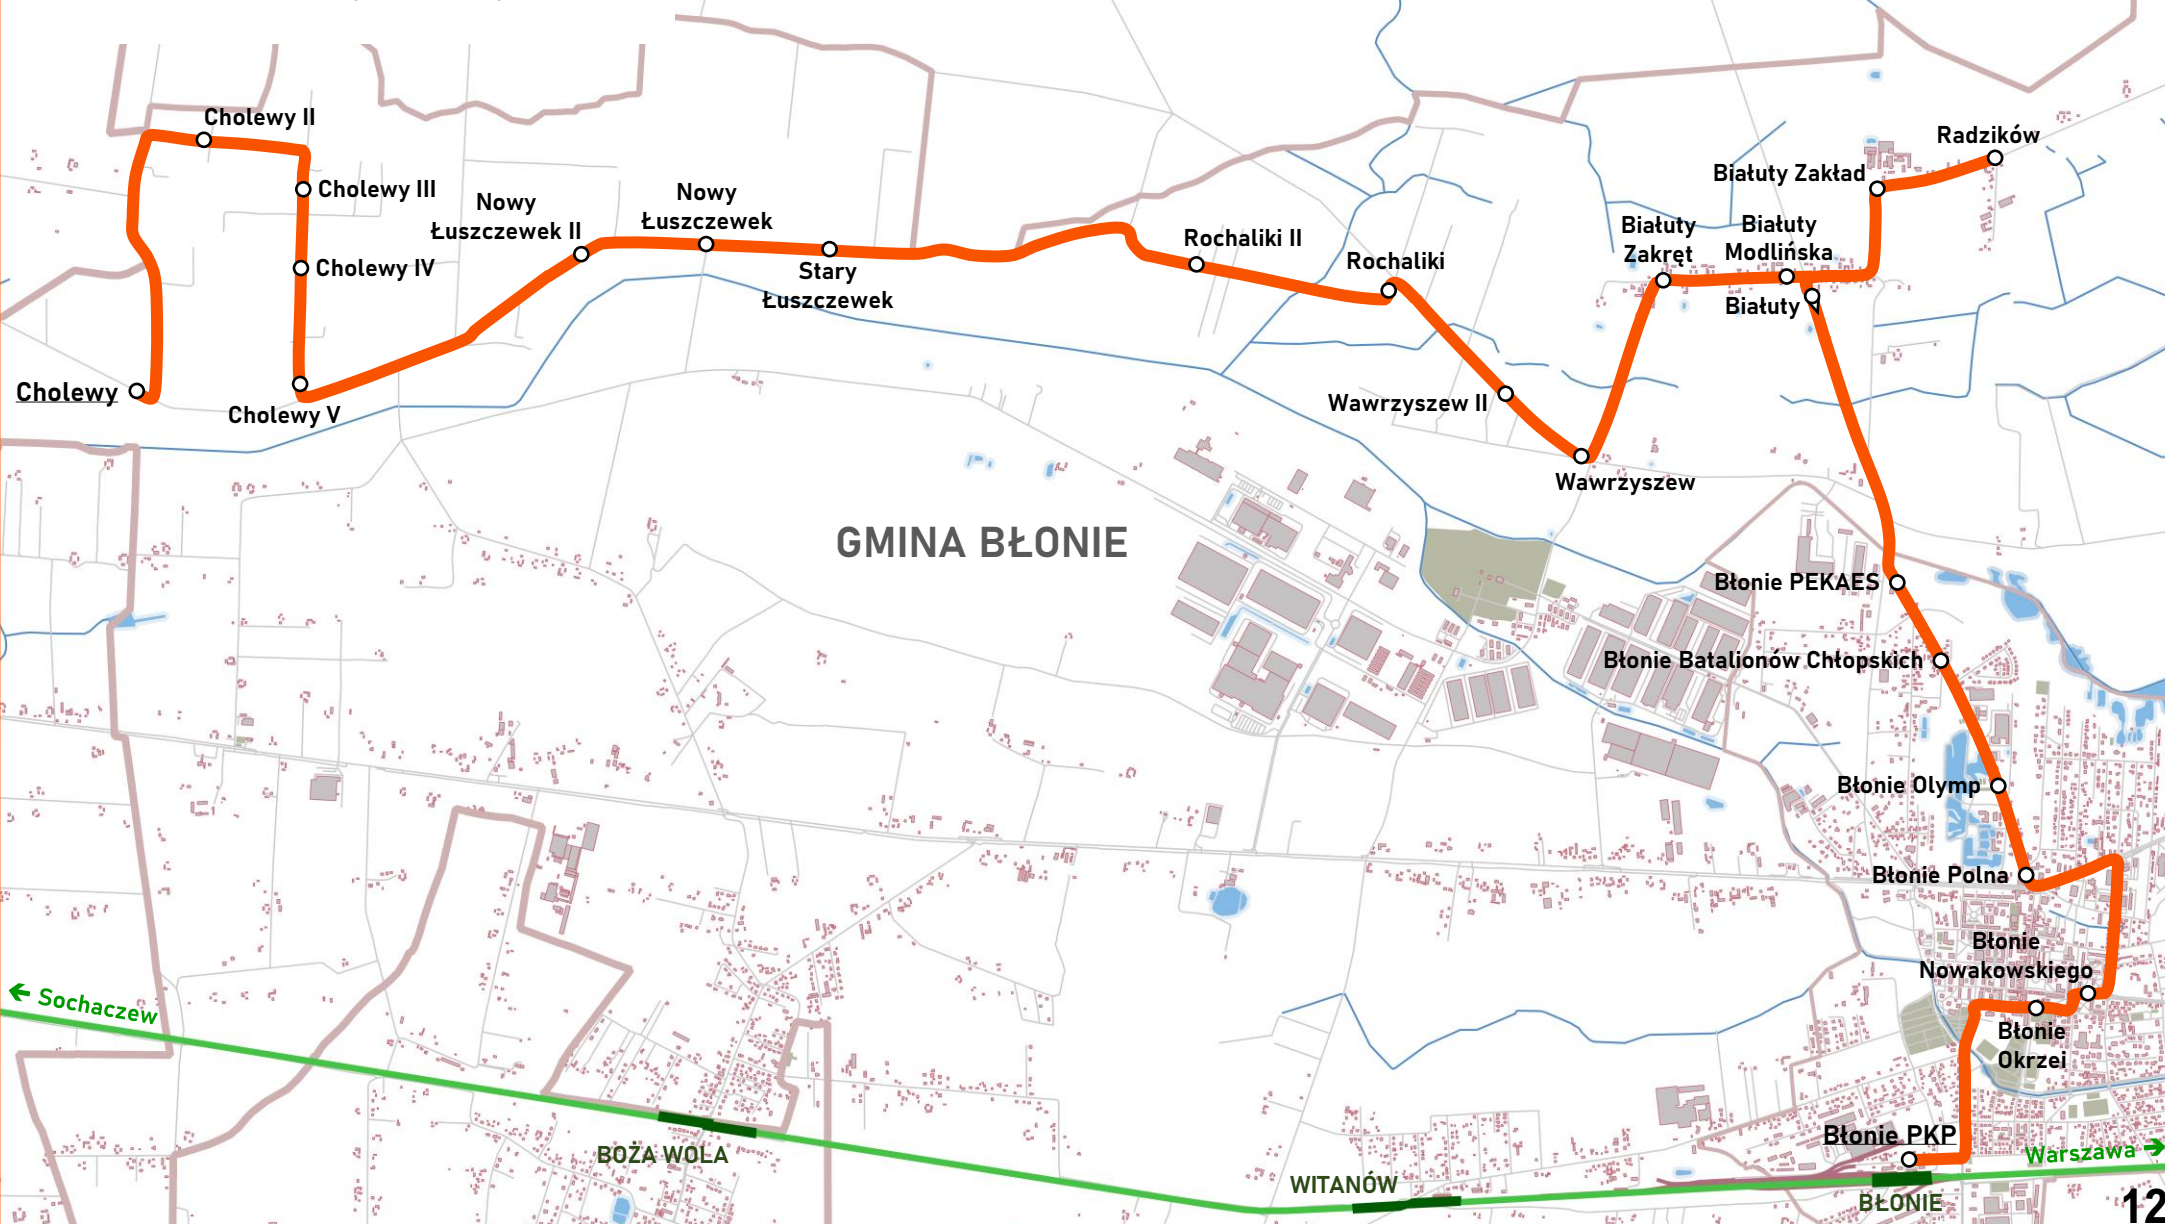 Cholewy II
Cholewy III
Cholewy IV
Cholewy
Cholewy V
Nowy
Łuszczewek II
Nowy
Łuszczewek
Stary
Łuszczewek
Rochaliki II
Rochaliki
Wawrzyszew II
Wawrzyszew
Białuty
Zakręt
Białuty
Modlińska
Białuty
Białuty Zakład
Radzików
GMINA BŁONIE
Błonie PEKAES
Błonie Batalionów Chłopskich
Błonie Olymp
Błonie Polna
Błonie
Nowakowskiego
Błonie
Okrzei
Błonie PKP
← Sochaczew
Warszawa →
BOŻA WOLA
WITANÓW
BŁONIE
12